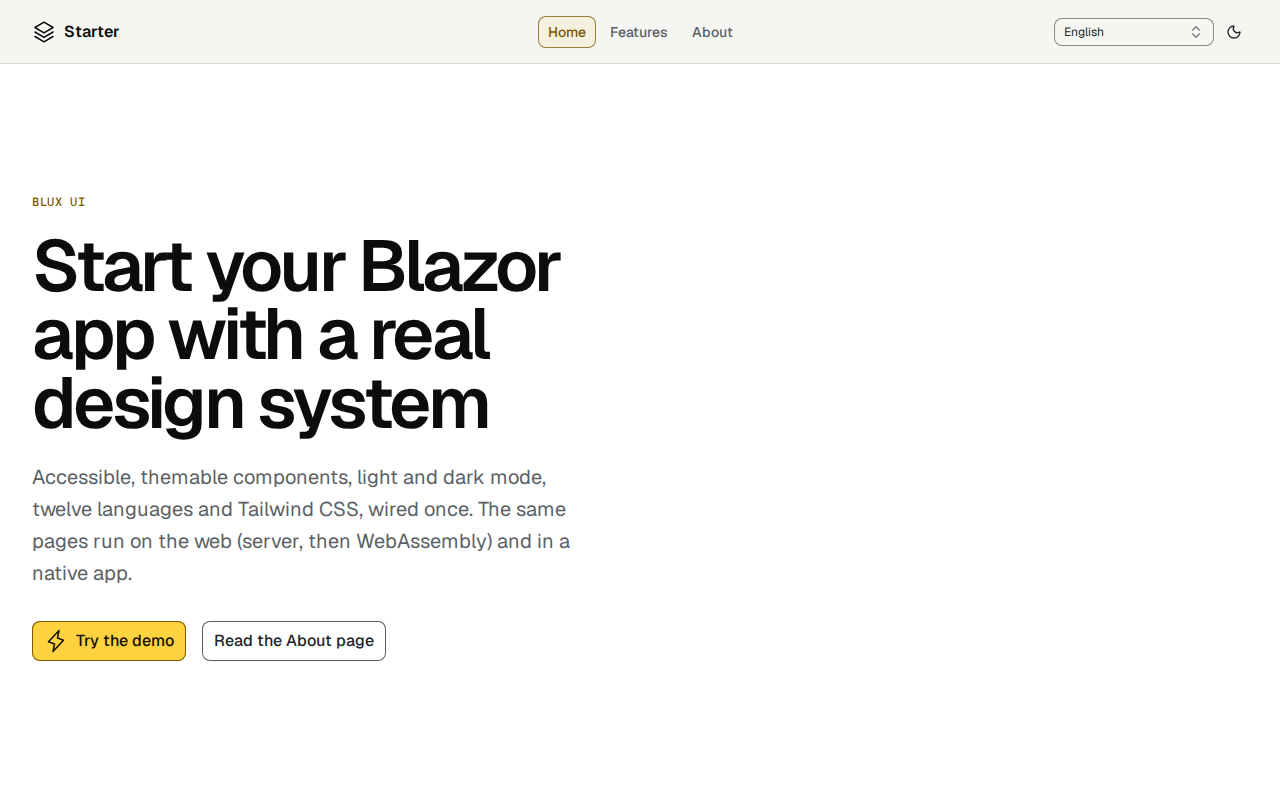 Starter
Home
Features
About
English
BLUX UI
Start your Blazor
app with a real
design system
Accessible, themable components, light and dark mode,
twelve languages and Tailwind CSS, wired once. The same
pages run on the web (server, then WebAssembly) and in a
native app.
Try the demo
Read the About page